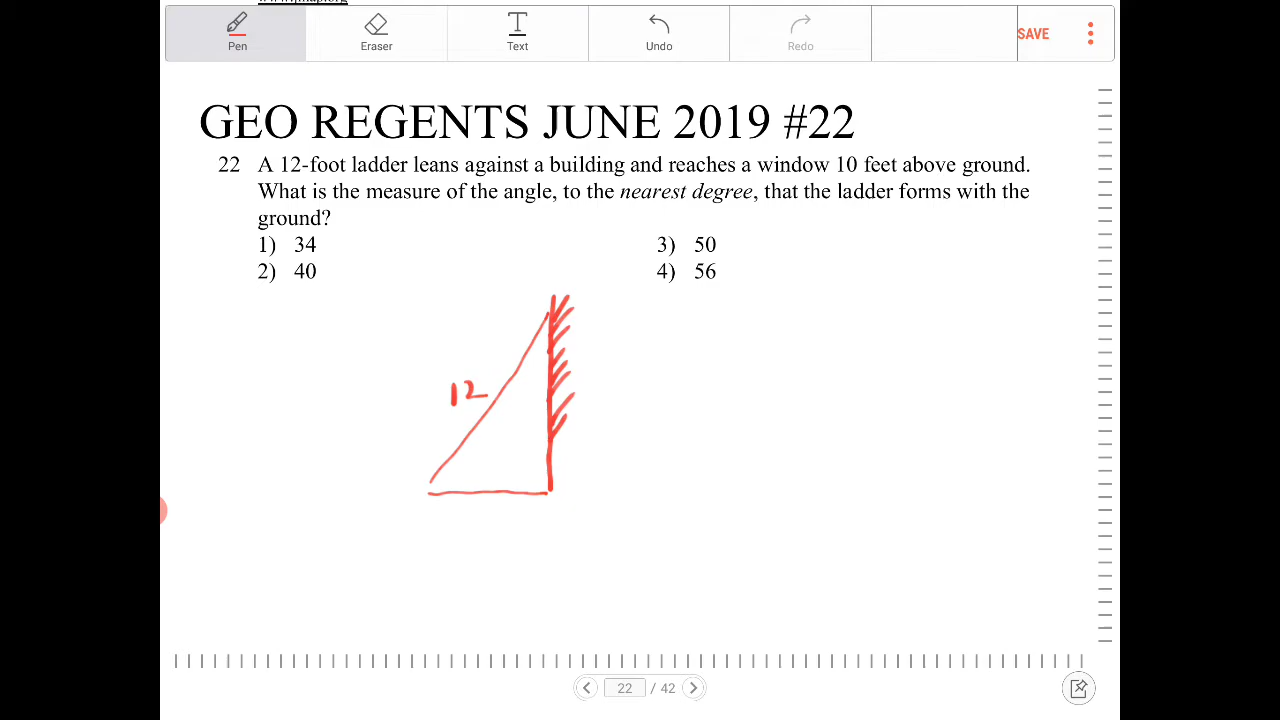 Pen
Eraser
Text
Undo
Redo
SAVE
GEO REGENTS JUNE 2019 #22
22 A 12-foot ladder leans against a building and reaches a window 10 feet above ground.
What is the measure of the angle, to the nearest degree, that the ladder forms with the
ground?
1) 34
3) 50
2) 40
4) 56
12
22 / 42